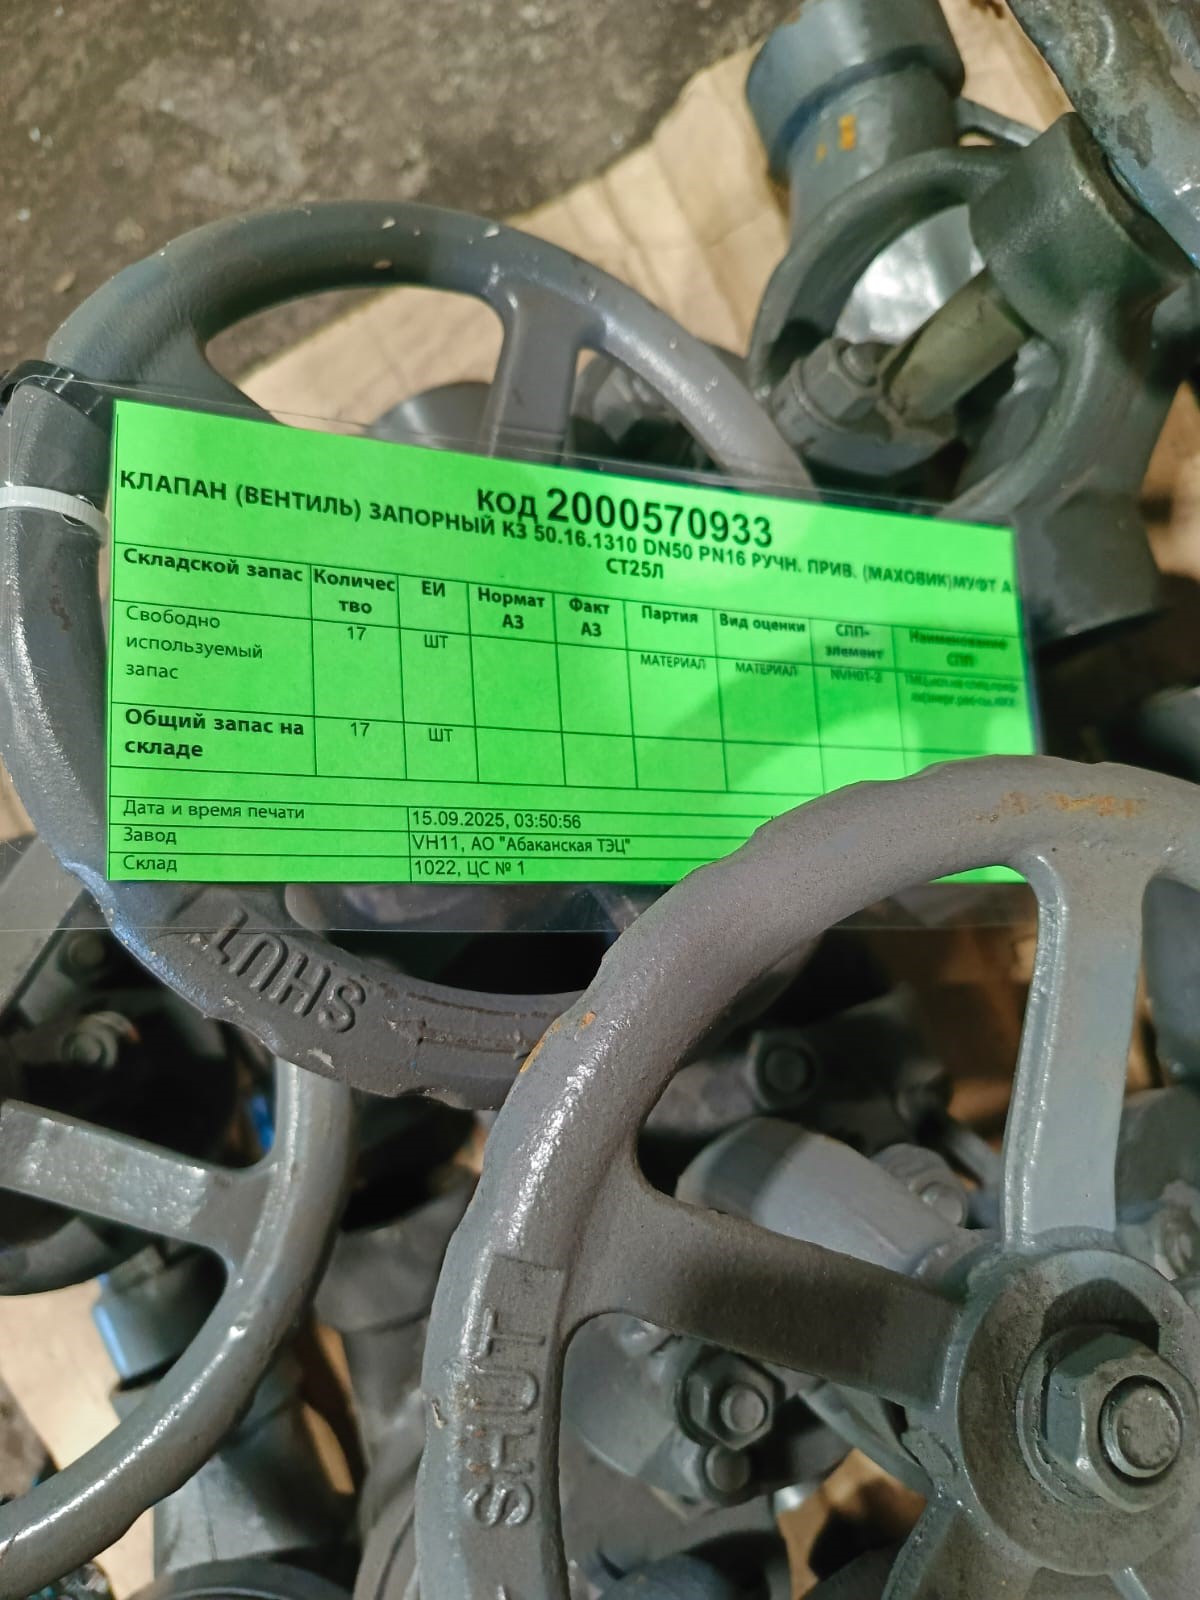 КОД 2000570933
КЛАПАН (ВЕНТИЛЬ) ЗАПОРНЫЙ КЗ 50.16.1310 DN50 PN16 РУЧН. ПРИВ. (МАХОВИК)МУФТ А
СТ25Л
Складской запас Количес ЕИ Нормат Факт Партия Вид оценки СПП- Наименование
тво АЗ АЗ элемент СПП
Свободно 17 ШТ МАТЕРИАЛ МАТЕРИАЛ
используемый
запас
Общий запас на 17 ШТ
складе
Дата и время печати 15.09.2025, 03:50:56
Завод VH11, АО "Абаканская ТЭЦ"
Склад 1022, ЦС № 1
SHUT
SHUT